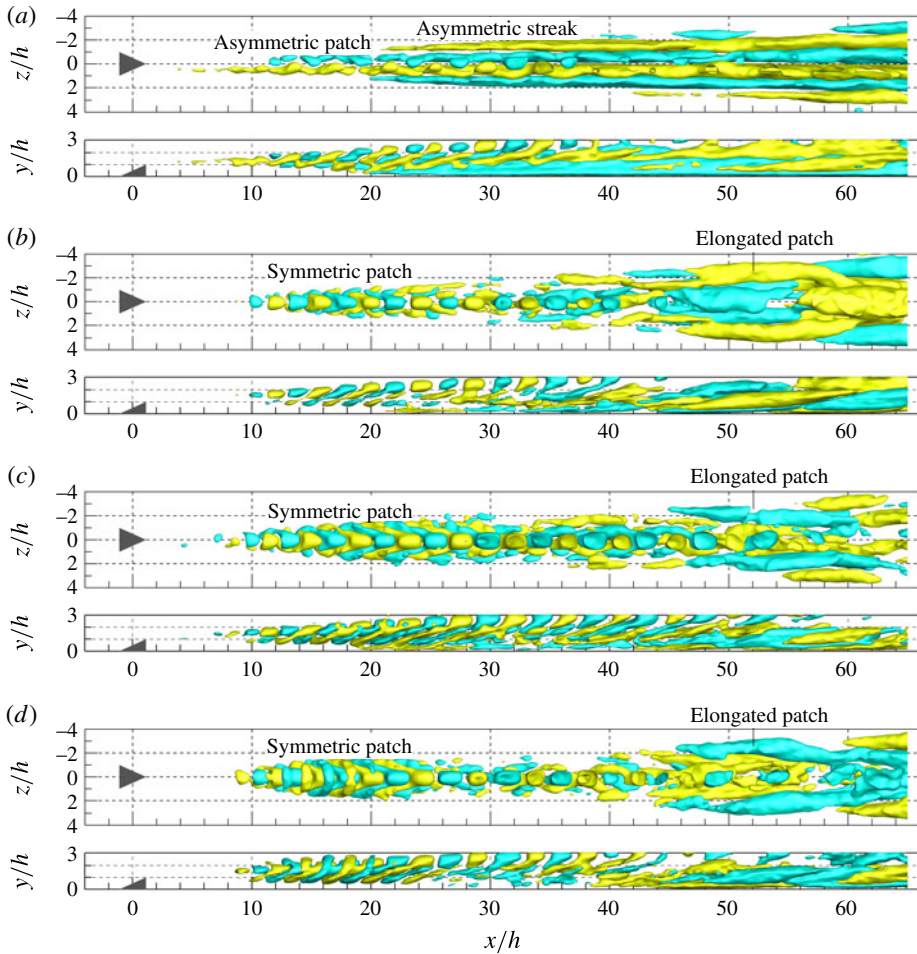 (a)
–4
–2
0
2
4
z/h
Asymmetric patch
Asymmetric streak
3
0
y/h
0 10 20 30 40 50 60
(b)
–4
–2
0
2
4
z/h
Symmetric patch
Elongated patch
3
0
y/h
0 10 20 30 40 50 60
(c)
–4
–2
0
2
4
z/h
Symmetric patch
Elongated patch
3
0
y/h
0 10 20 30 40 50 60
(d)
–4
–2
0
2
4
z/h
Symmetric patch
Elongated patch
3
0
y/h
0 10 20 30 40 50 60
x/h